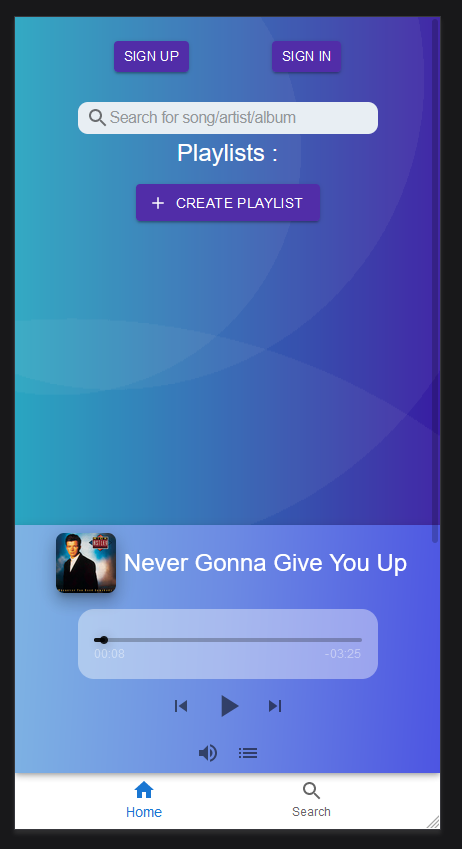 SIGN UP
SIGN IN
Search for song/artist/album
Playlists :
CREATE PLAYLIST
Never Gonna Give You Up
00:08
-03:25
Home
Search